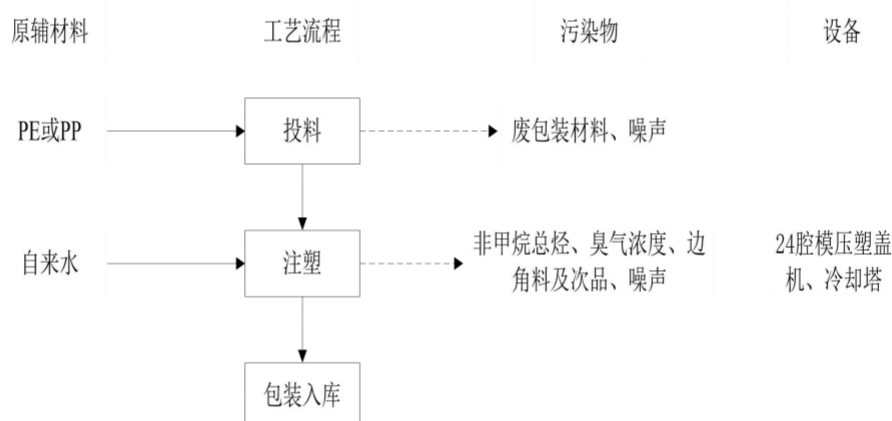 原辅材料 工艺流程 污染物 设备
PE或PP 投料 废包装材料、噪声
自来水 注塑 非甲烷总烃、臭气浓度、边 24腔模压塑盖
角料及次品、噪声 机、冷却塔
包装入库